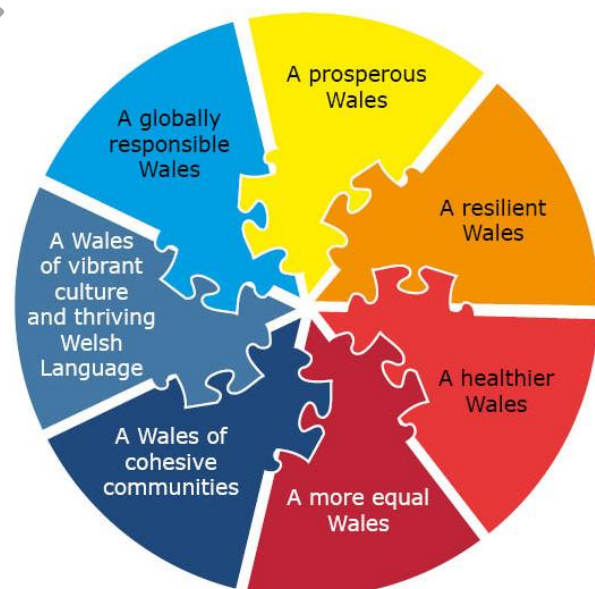 A prosperous
Wales
A resilient
Wales
A healthier
Wales
A more equal
Wales
A Wales of
cohesive
communities
A Wales
of vibrant
culture
and thriving
Welsh
Language
A globally
responsible
Wales